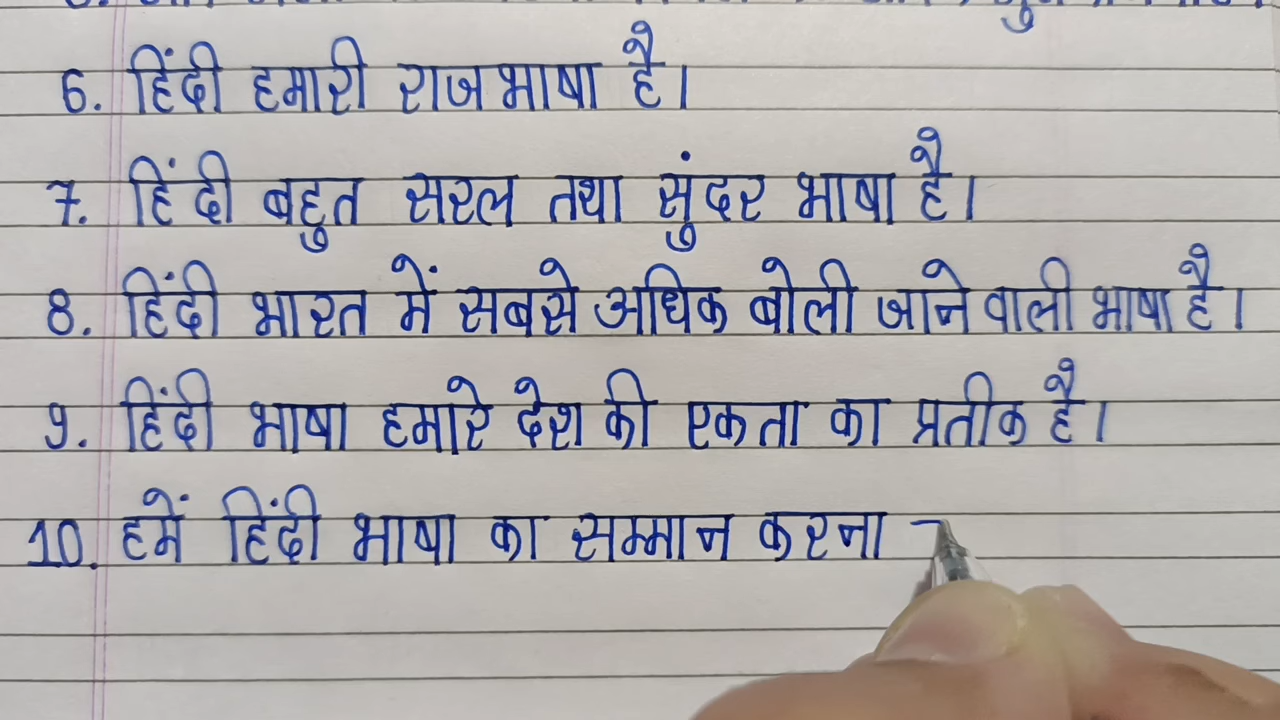 6. हिंदी हमारी राजभाषा है।
7. हिंदी बहुत सरल तथा सुंदर भाषा है।
8. हिंदी भारत में सबसे अधिक बोली जाने वाली भाषा है।
9. हिंदी भाषा हमारे देश की एकता का प्रतीक है।
10. हमें हिंदी भाषा का सम्मान करना